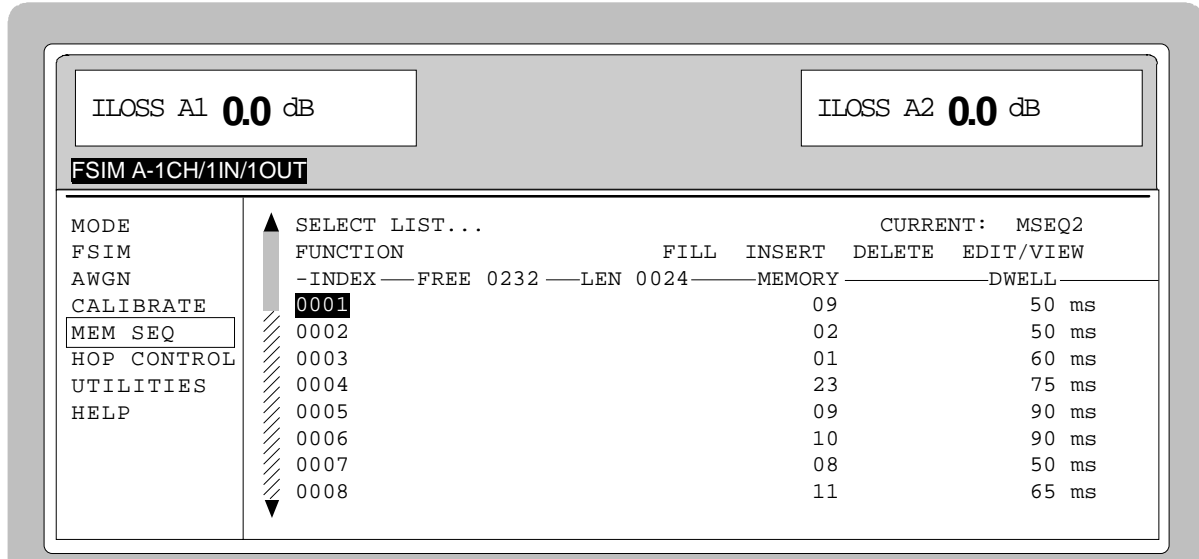 ILOSS A1 0.0 dB
ILOSS A2 0.0 dB
FSIM A-1CH/1IN/1OUT
MODE
FSIM
AWGN
CALIBRATE
MEM SEQ
HOP CONTROL
UTILITIES
HELP
SELECT LIST... CURRENT: MSEQ2
FUNCTION FILL INSERT DELETE EDIT/VIEW
-INDEX FREE 0232 LEN 0024 MEMORY DWELL
0001 09 50 ms
0002 02 50 ms
0003 01 60 ms
0004 23 75 ms
0005 09 90 ms
0006 10 90 ms
0007 08 50 ms
0008 11 65 ms